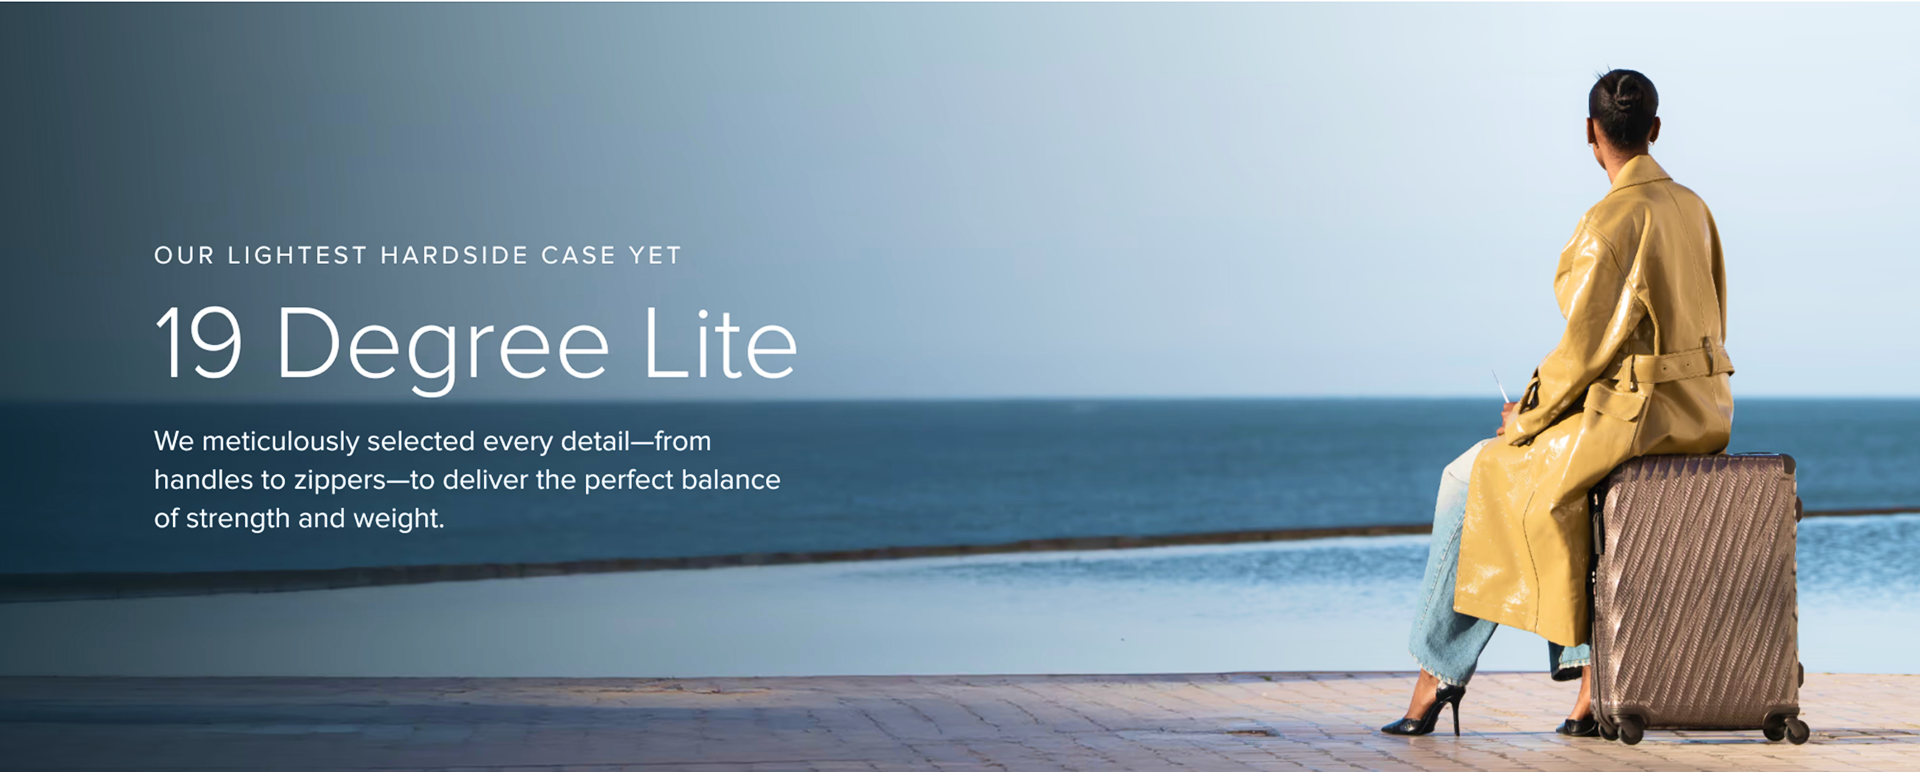 OUR LIGHTEST HARDSIDE CASE YET
19 Degree Lite
We meticulously selected every detail—from
handles to zippers—to deliver the perfect balance
of strength and weight.